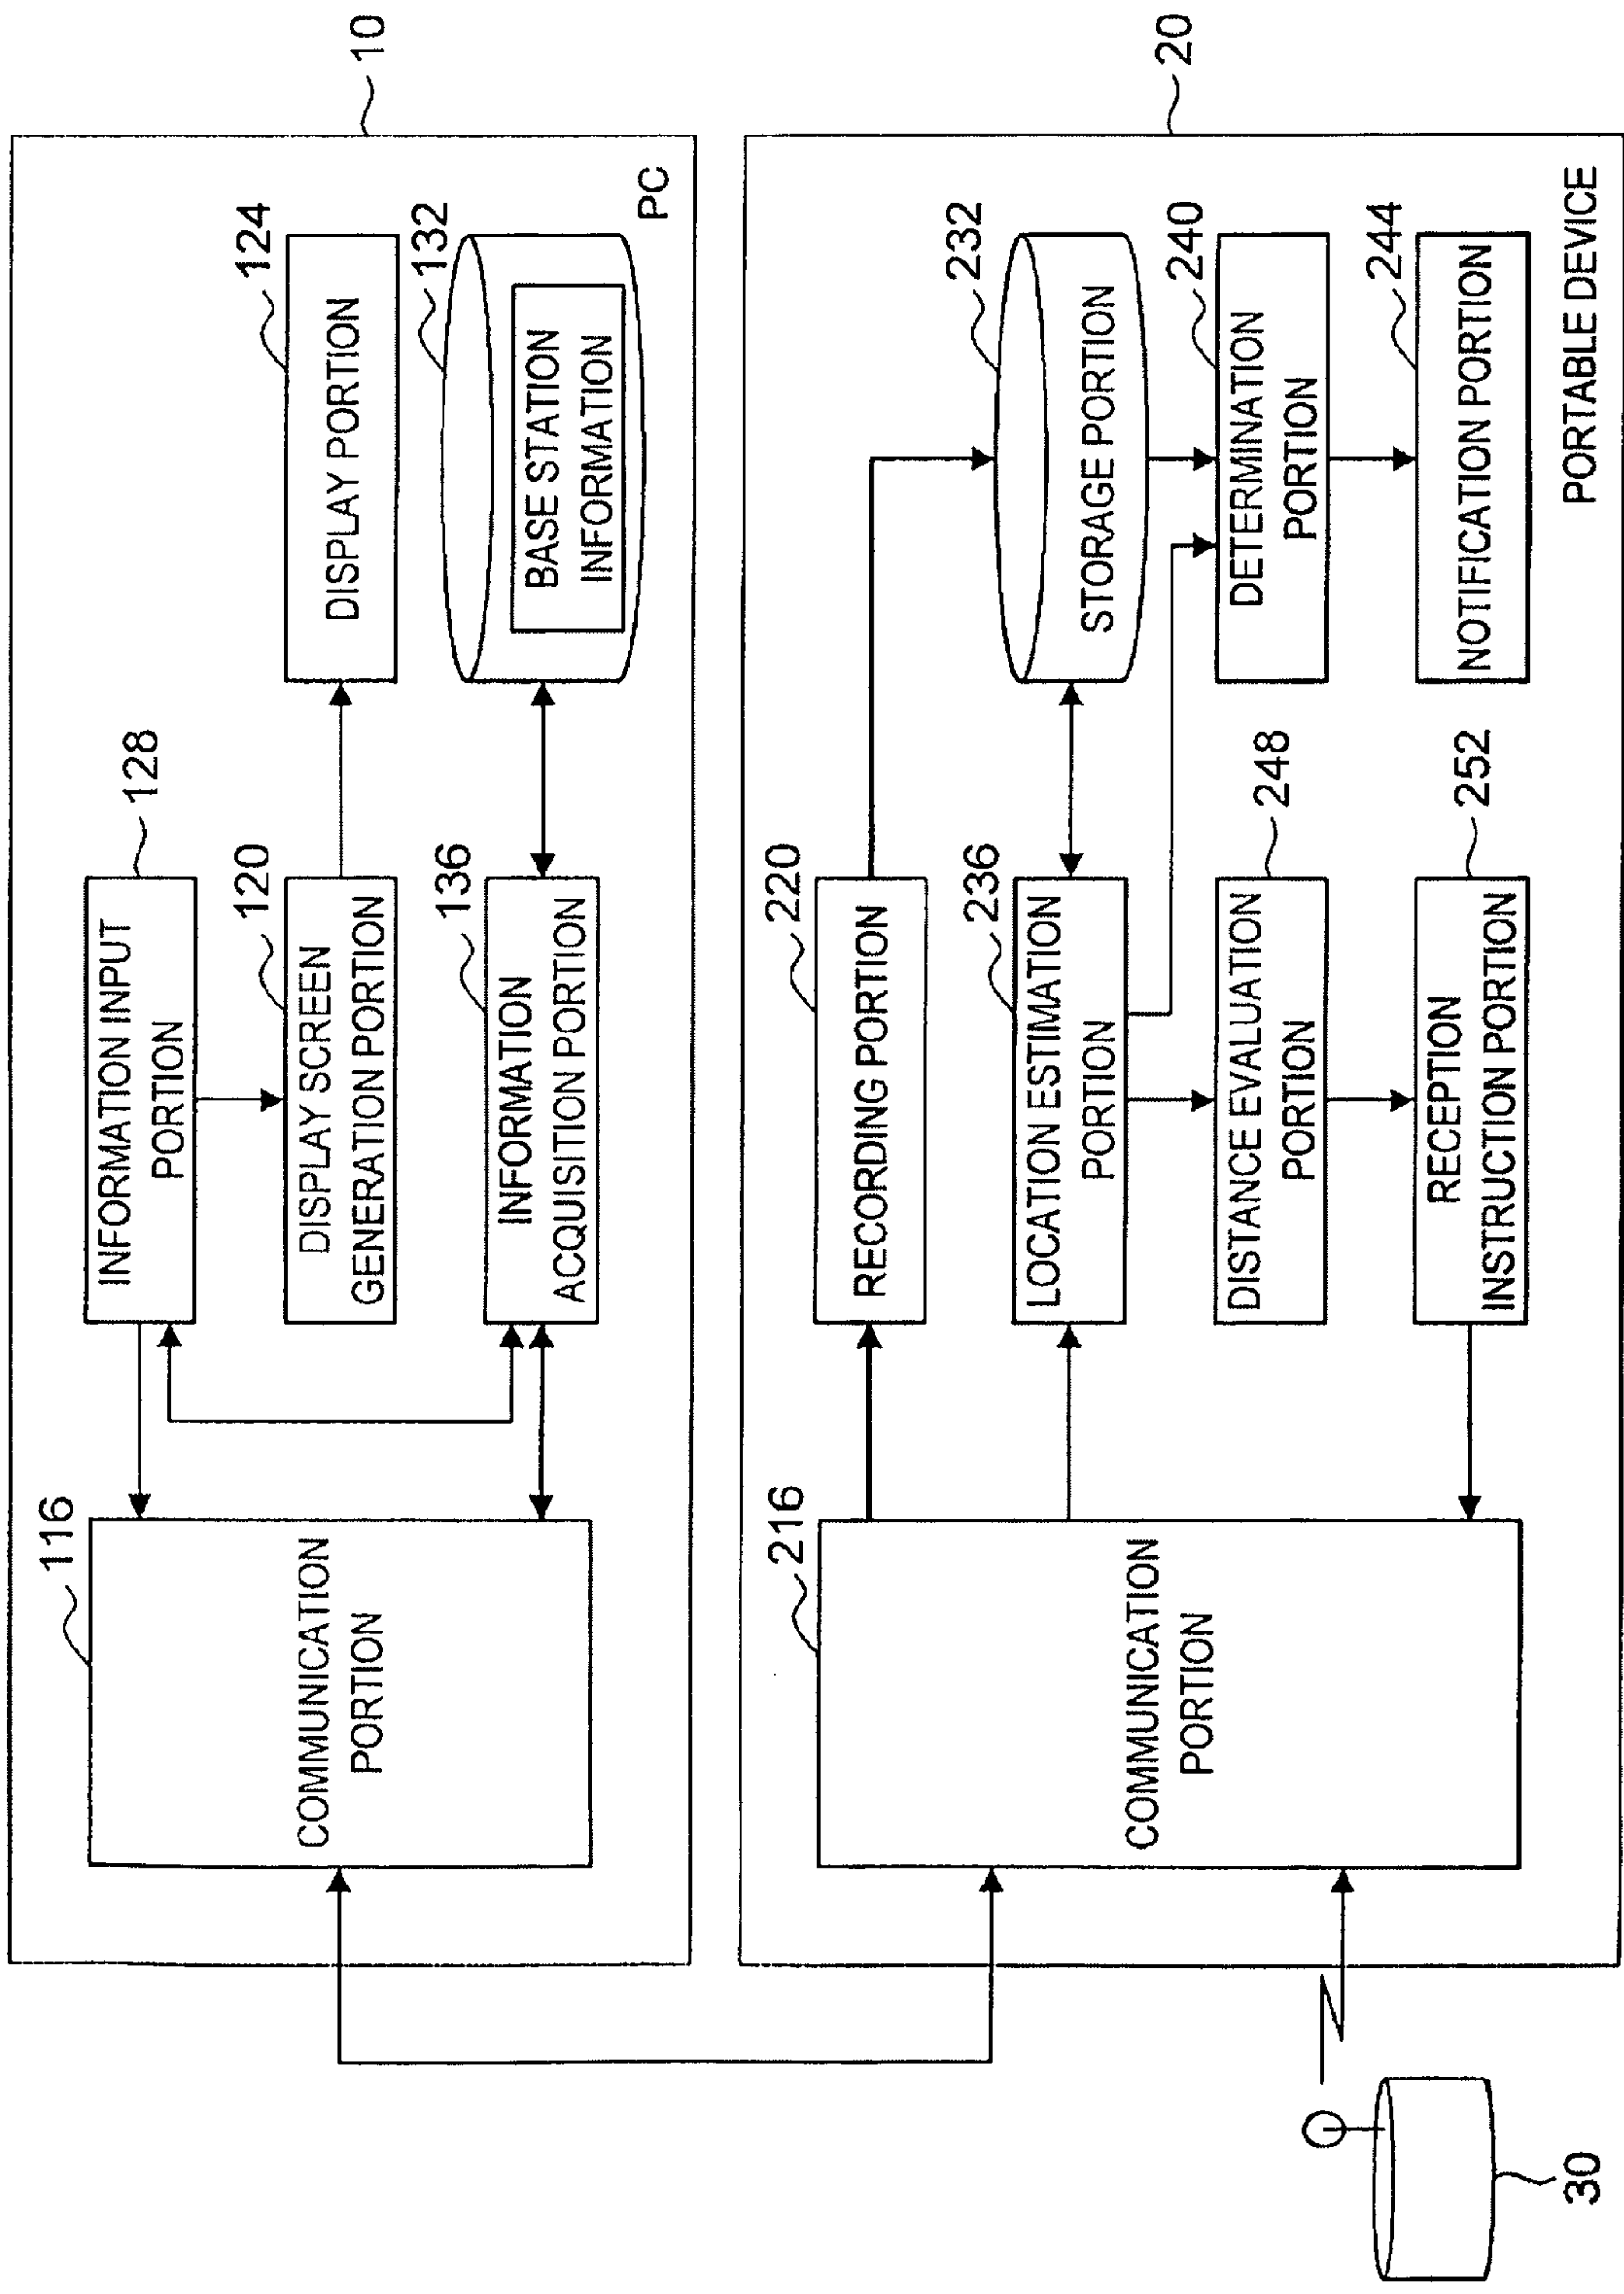 10
116
COMMUNICATION
PORTION
INFORMATION INPUT
PORTION
128
DISPLAY SCREEN
GENERATION PORTION
120
DISPLAY PORTION
124
INFORMATION
ACQUISITION PORTION
136
BASE STATION
INFORMATION
132
PC
20
216
COMMUNICATION
PORTION
RECORDING PORTION
220
LOCATION ESTIMATION
PORTION
236
STORAGE PORTION
232
DISTANCE EVALUATION
PORTION
248
DETERMINATION
PORTION
240
RECEPTION
INSTRUCTION PORTION
252
NOTIFICATION PORTION
244
PORTABLE DEVICE
30